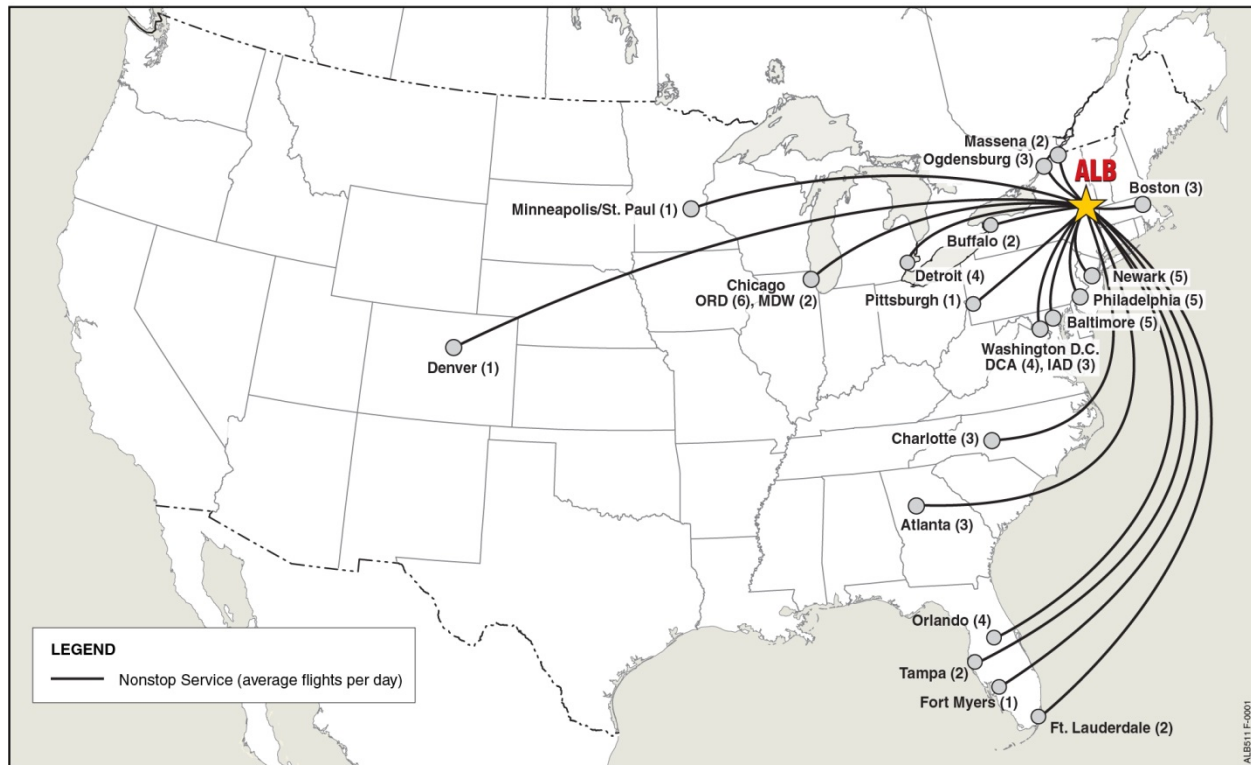 Massena (2)
Ogdensburg (3)
ALB
Boston (3)
Minneapolis/St. Paul (1)
Buffalo (2)
Detroit (4)
Newark (5)
Chicago
ORD (6), MDW (2)
Pittsburgh (1)
Philadelphia (5)
Baltimore (5)
Washington D.C.
DCA (4), IAD (3)
Denver (1)
Charlotte (3)
Atlanta (3)
Orlando (4)
Tampa (2)
Fort Myers (1)
Ft. Lauderdale (2)
LEGEND
Nonstop Service (average flights per day)
ALB511 F-0001